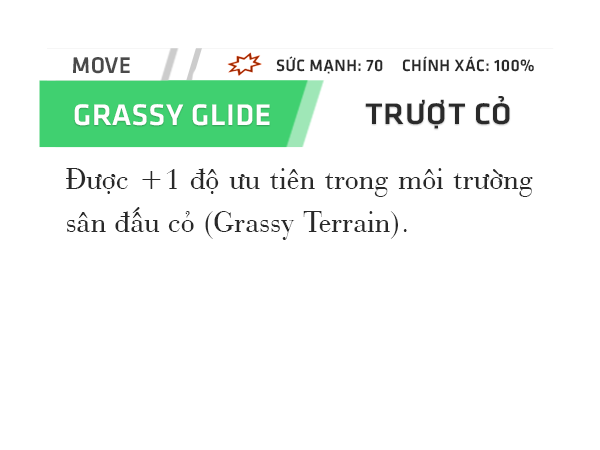 MOVE SỨC MẠNH: 70 CHÍNH XÁC: 100%
GRASSY GLIDE TRƯỢT CỎ
Được +1 độ ưu tiên trong môi trường
sân đấu cỏ (Grassy Terrain).